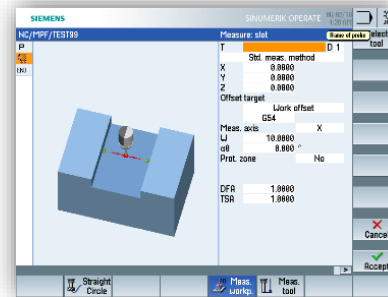 SIEMENS
SINUMERIK OPERATE
NC/MPF/TEST99
Measure: slot
Name of probe
Select
tool
P
END
T
D 1
Std. meas. method
X 0.0000
Y 0.0000
Z 0.0000
Offset target
Work offset
G54
Meas. axis X
W 10.0000
α0 0.000 °
Prot. zone No
DFA 1.0000
TSA 1.0000
Cancel
Accept
Straight
Circle
Meas.
workp.
Meas.
tool